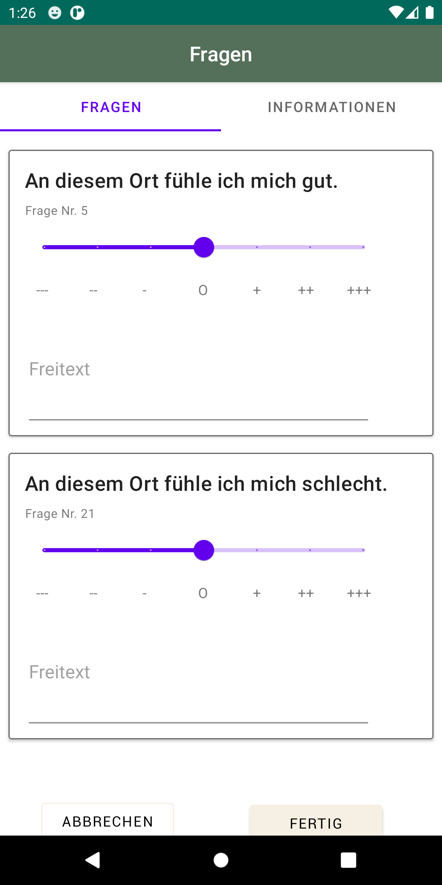 1:26
Fragen
FRAGEN INFORMATIONEN
An diesem Ort fühle ich mich gut.
Frage Nr. 5
--- -- - O + ++ +++
Freitext
An diesem Ort fühle ich mich schlecht.
Frage Nr. 21
--- -- - O + ++ +++
Freitext
ABBRECHEN FERTIG